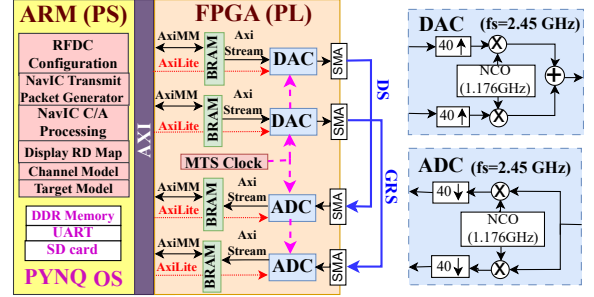 ARM (PS)
RFDC
Configuration
NavIC Transmit
Packet Generator
NavIC C/A
Processing
Display RD Map
Channel Model
Target Model
DDR Memory
UART
SD card
PYNQ OS
AXI
FPGA (PL)
AxiMM
AxiLite
BRAM
Axi
Stream
DAC
SMA
AxiMM
AxiLite
BRAM
Axi
Stream
DAC
SMA
MTS Clock
AxiMM
AxiLite
BRAM
Axi
Stream
ADC
SMA
AxiMM
AxiLite
BRAM
Axi
Stream
ADC
SMA
DS
GRS
DAC (fs=2.45 GHz)
40
X
NCO
(1.176GHz)
+
40
X
ADC (fs=2.45 GHz)
40
X
NCO
(1.176GHz)
40
X